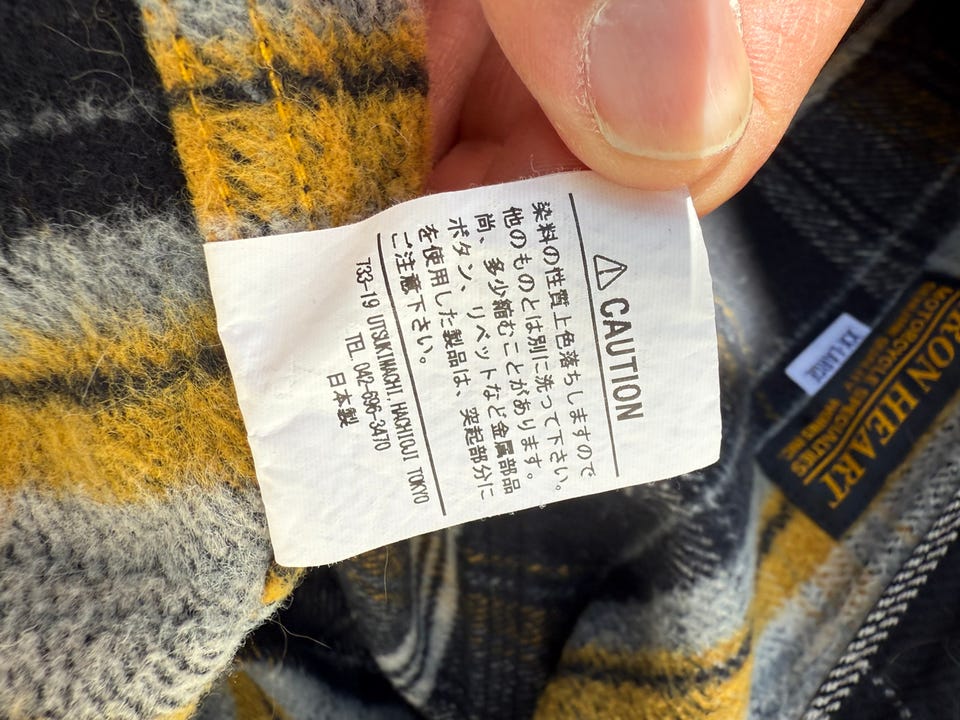 ⚠CAUTION
染料の性質上色落ちしますので
他のものとは別に洗って下さい。
尚、多少縮むことがあります。
ボタン、リベットなど金属部品
を使用した製品は、突起部分に
ご注意下さい。
733-19 UTSUKIMACHI.HACHIOJI TOKYO
TEL 042-696-3470
日本製
XX-LARGE
IRON HEART
MOTORCYCLE SPECIALTIES
WORKS INC.